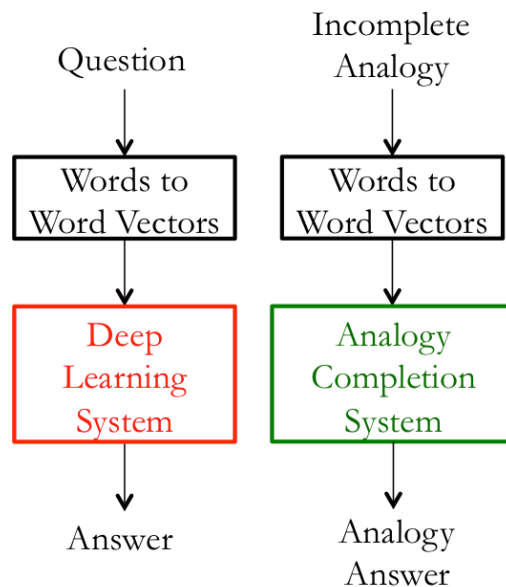 Question
Words to
Word Vectors
Deep
Learning
System
Answer
Incomplete
Analogy
Words to
Word Vectors
Analogy
Completion
System
Analogy
Answer